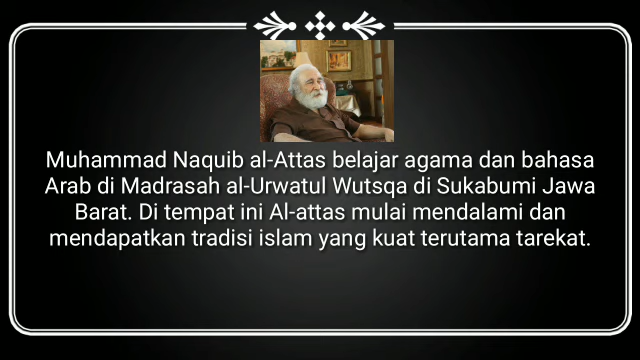 Muhammad Naquib al-Attas belajar agama dan bahasa
Arab di Madrasah al-Urwatul Wutsqa di Sukabumi Jawa
Barat. Di tempat ini Al-attas mulai mendalami dan
mendapatkan tradisi islam yang kuat terutama tarekat.